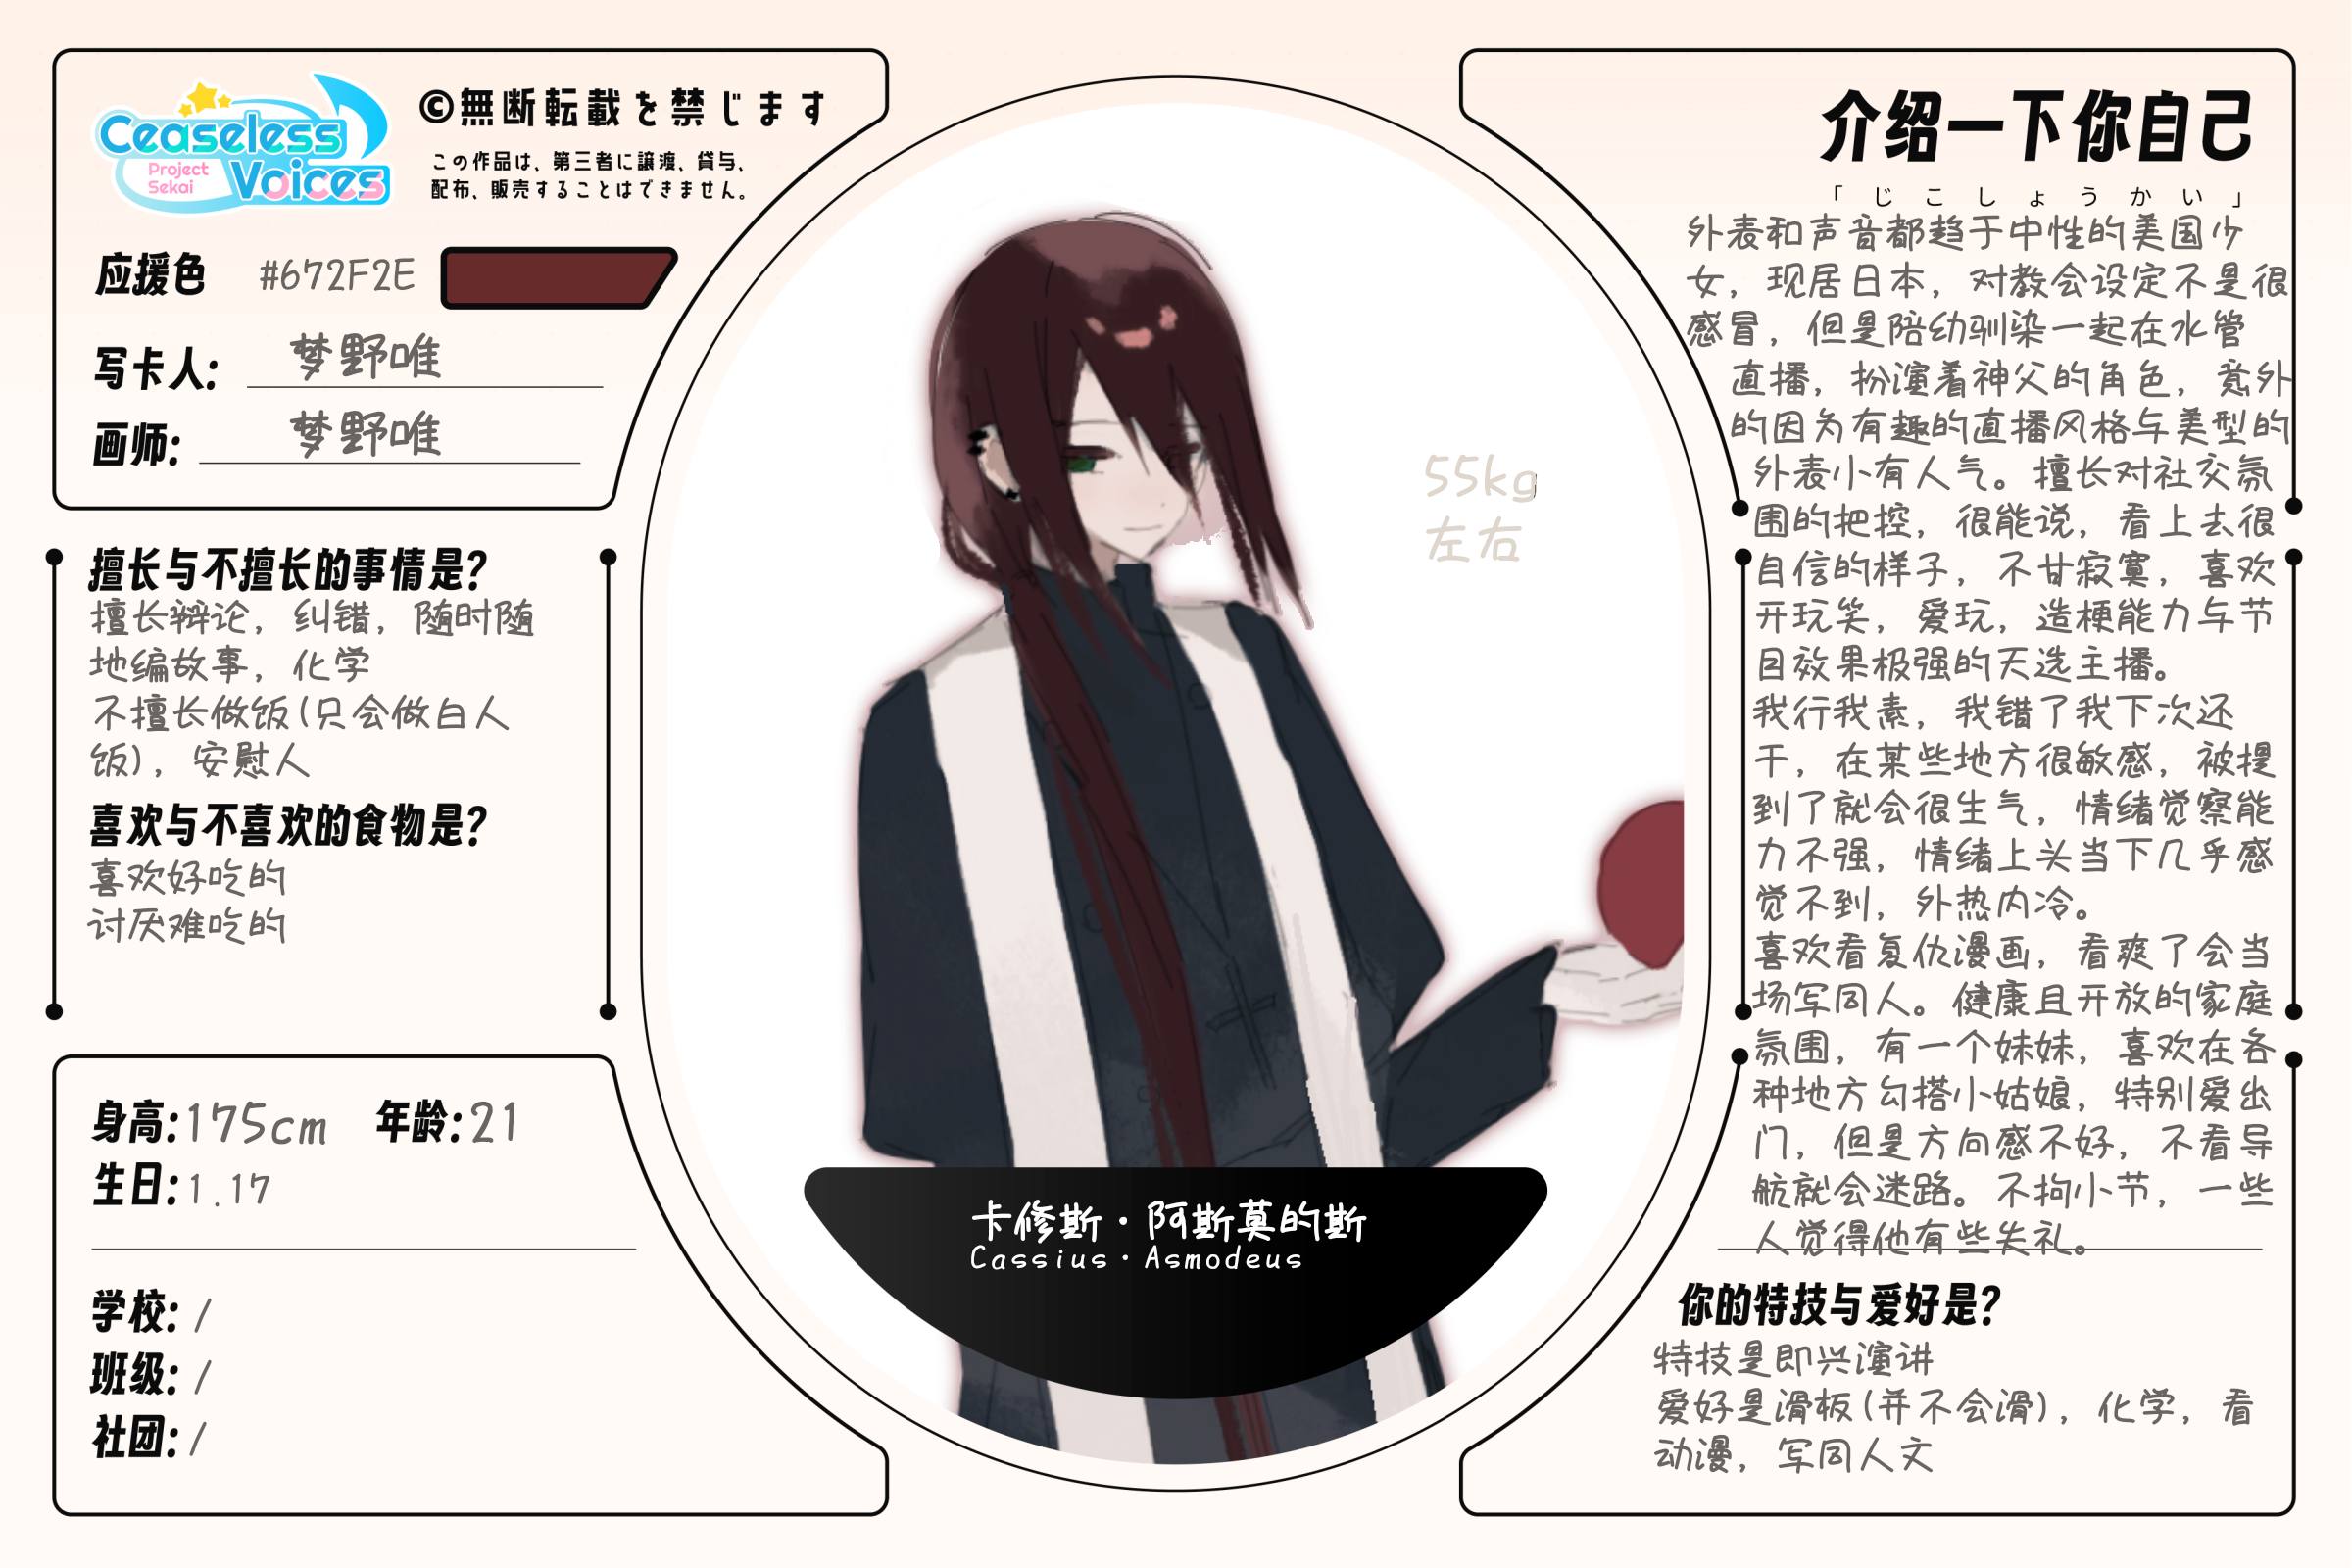 Ceaseless
Voices
Project
Sekai
©無断転載を禁じます
この作品は、第三者に譲渡、貸与、
配布、販売することはできません。
应援色 #672F2E
写卡人: 梦野唯
画师: 梦野唯
擅长与不擅长的事情是?
擅长辩论，纠错，随时随
地编故事，化学
不擅长做饭(只会做白人
饭)，安慰人
喜欢与不喜欢的食物是?
喜欢好吃的
讨厌难吃的
身高:175cm 年龄:21
生日:1.17
学校: /
班级: /
社团: /
55kg
左右
卡修斯·阿斯莫的斯
Cassius·Asmodeus
介绍一下你自己
「じこしょうかい」
外表和声音都趋于中性的美国少
女，现居日本，对教会设定不是很
感冒，但是陪幼驯染一起在水管
直播，扮演着神父的角色，意外
的因为有趣的直播风格与美型的
外表小有人气。擅长对社交氛
围的把控，很能说，看上去很
自信的样子，不甘寂寞，喜欢
开玩笑，爱玩，造梗能力与节
目效果极强的天选主播。
我行我素，我错了我下次还
干，在某些地方很敏感，被提
到了就会很生气，情绪觉察能
力不强，情绪上头当下几乎感
觉不到，外热内冷。
喜欢看复仇漫画，看爽了会当
场写同人。健康且开放的家庭
氛围，有一个妹妹，喜欢在各
种地方勾搭小姑娘，特别爱出
门，但是方向感不好，不看导
航就会迷路。不拘小节，一些
人觉得他有些失礼。
你的特技与爱好是?
特技是即兴演讲
爱好是滑板(并不会滑)，化学，看
动漫，写同人文